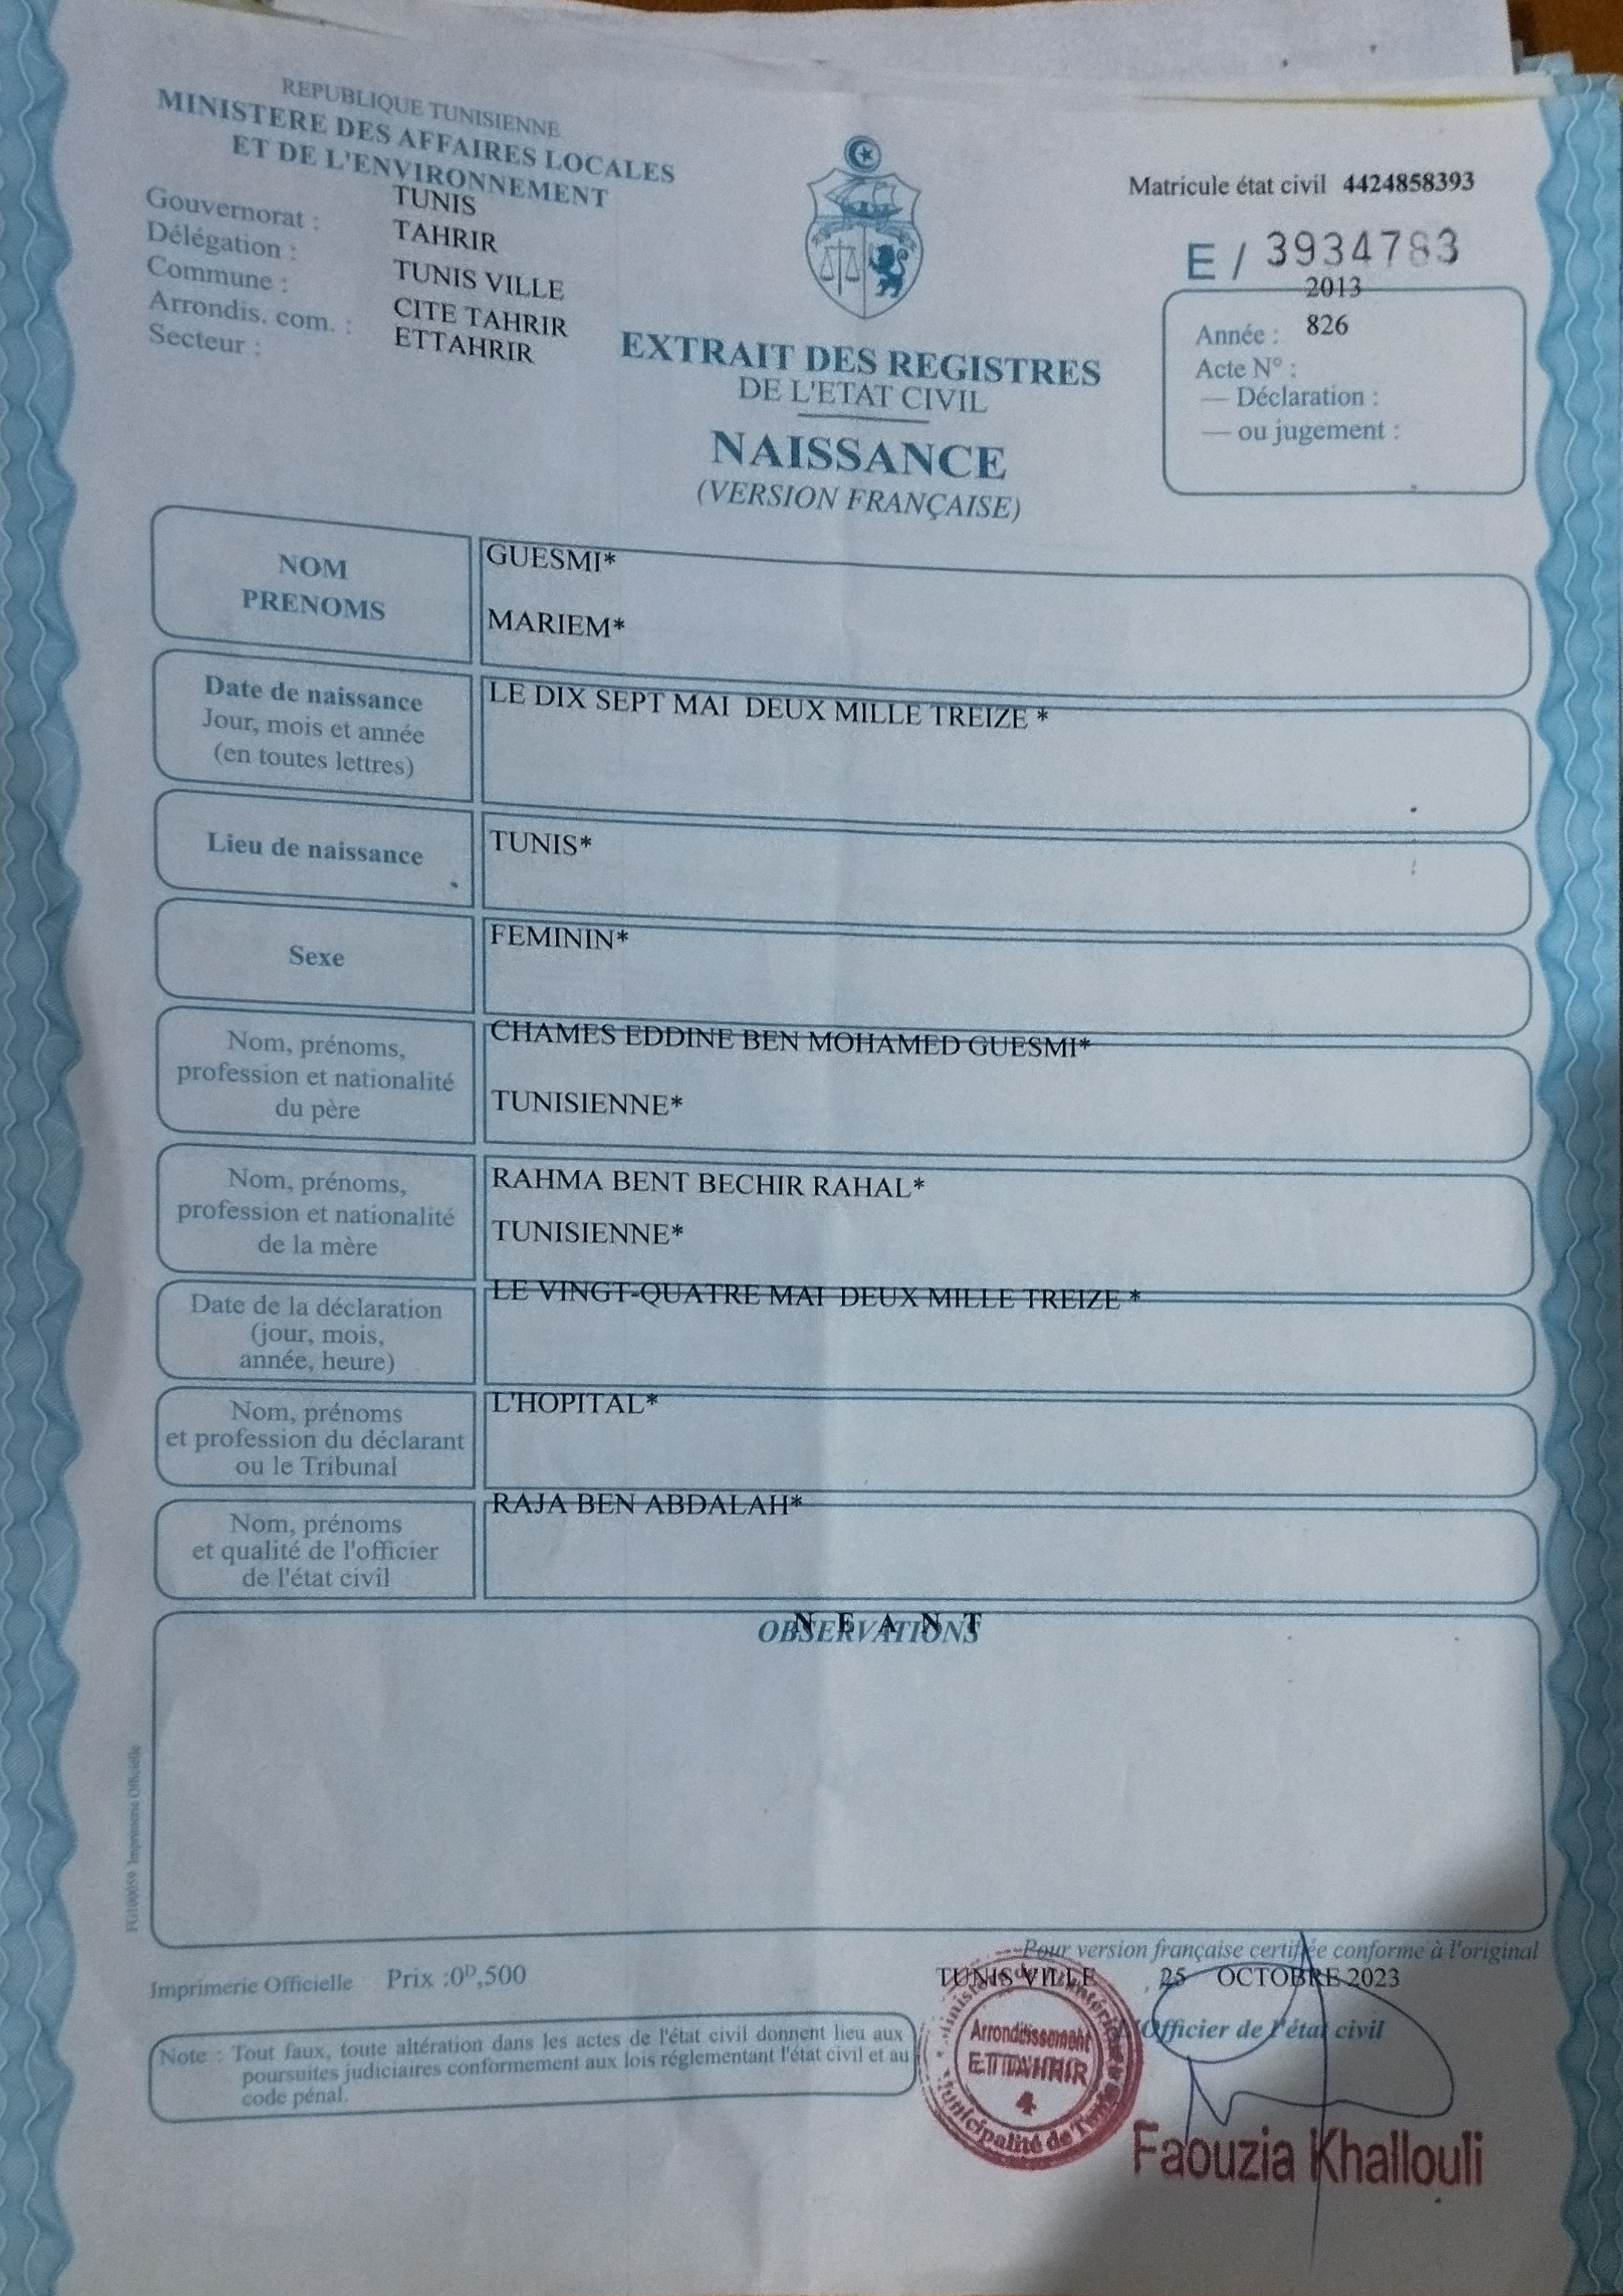 REPUBLIQUE TUNISIENNE
MINISTERE DES AFFAIRES LOCALES
ET DE L'ENVIRONNEMENT
Gouvernorat : TUNIS
Délégation : TAHRIR
Commune : TUNIS VILLE
Arrondis. com. : CITE TAHRIR
Secteur : ETTAHRIR
Matricule état civil 4424858393
E / 3934783
2013
Année : 826
Acte N° :
— Déclaration :
— ou jugement :
EXTRAIT DES REGISTRES
DE L'ETAT CIVIL
NAISSANCE
(VERSION FRANÇAISE)
NOM GUESMI*
PRENOMS MARIEM*
Date de naissance LE DIX SEPT MAI DEUX MILLE TREIZE *
Jour, mois et année
(en toutes lettres)
Lieu de naissance TUNIS*
Sexe FEMININ*
Nom, prénoms, CHAMES EDDINE BEN MOHAMED GUESMI*
profession et nationalité TUNISIENNE*
du père
Nom, prénoms, RAHMA BENT BECHIR RAHAL*
profession et nationalité TUNISIENNE*
de la mère
Date de la déclaration LE VINGT-QUATRE MAI DEUX MILLE TREIZE *
(jour, mois,
année, heure)
Nom, prénoms L'HOPITAL*
et profession du déclarant
ou le Tribunal
Nom, prénoms RAJA BEN ABDALAH*
et qualité de l'officier
de l'état civil
N E A N T
OBSERVATIONS
FG100059 Imprimerie Officielle
Pour version française certifiée conforme à l'original
Imprimerie Officielle Prix :0ᴰ,500
TUNIS VILLE , 25 OCTOBRE 2023
Officier de l'état civil
Note : Tout faux, toute altération dans les actes de l'état civil donnent lieu aux
poursuites judiciaires conformement aux lois réglementant l'état civil et au
code pénal.
Arrondissement
ETTAHRIR
4
Municipalité de Tunis
Faouzia Khallouli